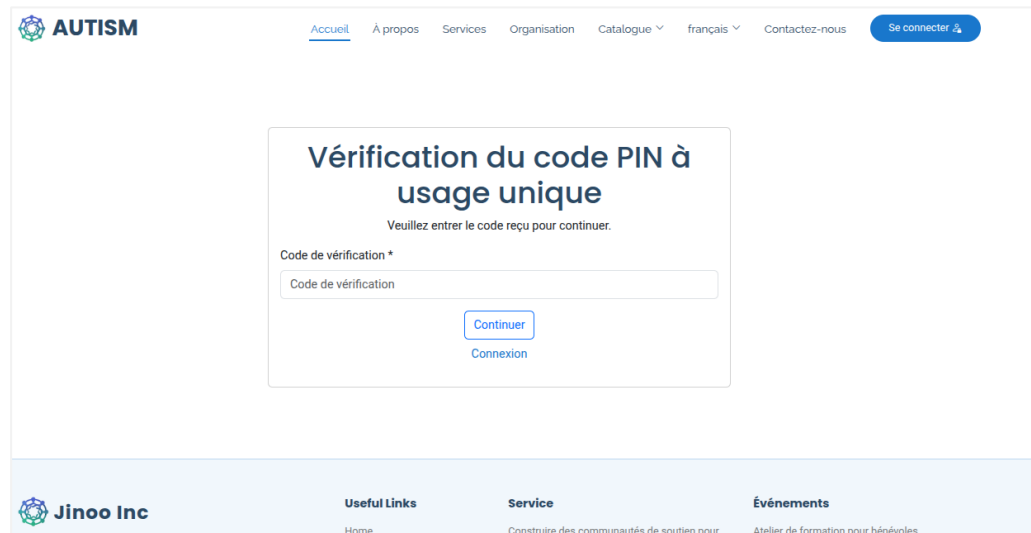 AUTISM
Accueil À propos Services Organisation Catalogue français Contactez-nous Se connecter
Vérification du code PIN à
usage unique
Veuillez entrer le code reçu pour continuer.
Code de vérification *
Code de vérification
Continuer
Connexion
Jinoo Inc
Useful Links
Home
Service
Construire des communautés de soutien pour
Événements
Atelier de formation pour bénévoles